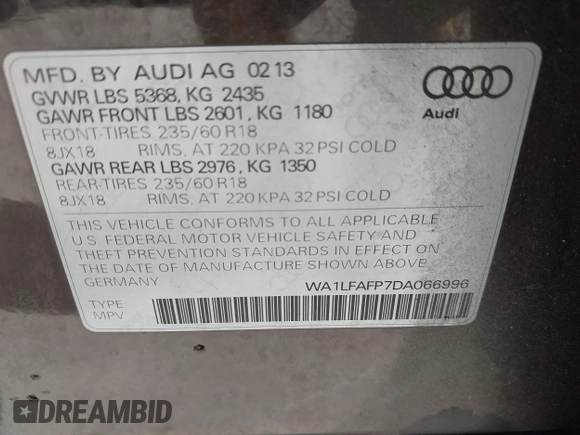 MFD. BY AUDI AG 02 13
GVWR LBS 5368, KG 2435
GAWR FRONT LBS 2601, KG 1180
FRONT-TIRES 235/60 R18
8JX18 RIMS, AT 220 KPA 32 PSI COLD
GAWR REAR LBS 2976, KG 1350
REAR-TIRES 235/60 R18
8JX18 RIMS, AT 220 KPA 32 PSI COLD
Audi
THIS VEHICLE CONFORMS TO ALL APPLICABLE
U.S. FEDERAL MOTOR VEHICLE SAFETY AND
THEFT PREVENTION STANDARDS IN EFFECT ON
THE DATE OF MANUFACTURE SHOWN ABOVE
GERMANY WA1LFAFP7DA066996
TYPE
MPV
DREAMBID